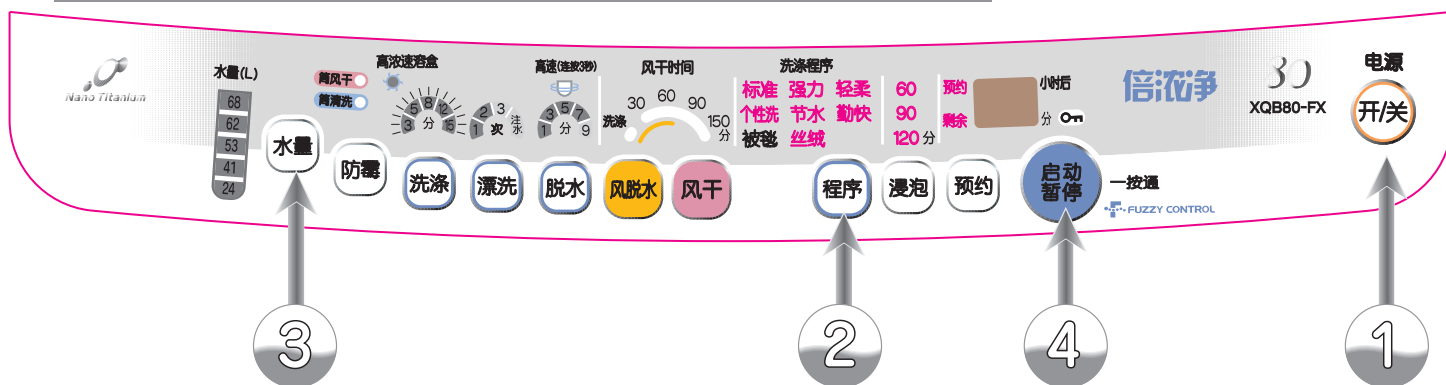 Nano Titanium
水量(L)
68
62
53
41
24
水量
筒风干
筒清洗
防霉
高浓速溶盒
3 5 8 12 15
分
洗涤
1 2 3
次
注水
漂洗
高速(连按3秒)
1 3 5 7 9
分
脱水
风干时间
洗涤 30 60 90 150
分
风脱水
风干
洗涤程序
标准 强力 轻柔 60
个性洗 节水 勤快 90
被毯 丝绒 120 分
程序
浸泡
预约
剩余
小时后
分
预约
启动
暂停
一按通
FUZZY CONTROL
倍浓净
80
XQB80-FX
电源
开/关
3
2
4
1